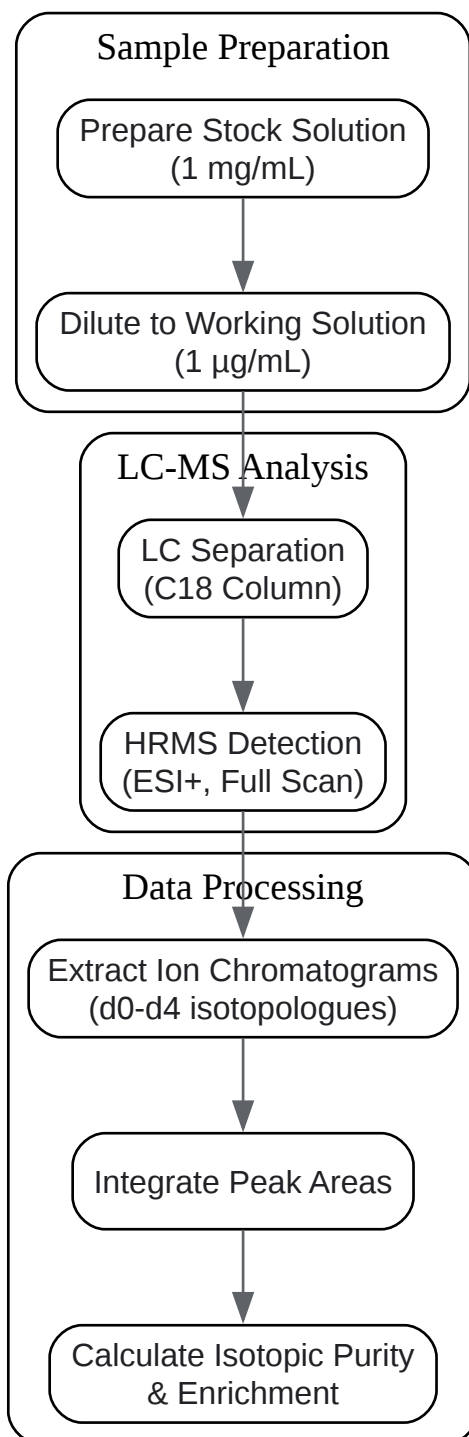 Sample Preparation
Prepare Stock Solution
(1 mg/mL)
Dilute to Working Solution
(1 µg/mL)
LC-MS Analysis
LC Separation
(C18 Column)
HRMS Detection
(ESI+, Full Scan)
Data Processing
Extract Ion Chromatograms
(d0-d4 isotopologues)
Integrate Peak Areas
Calculate Isotopic Purity
& Enrichment